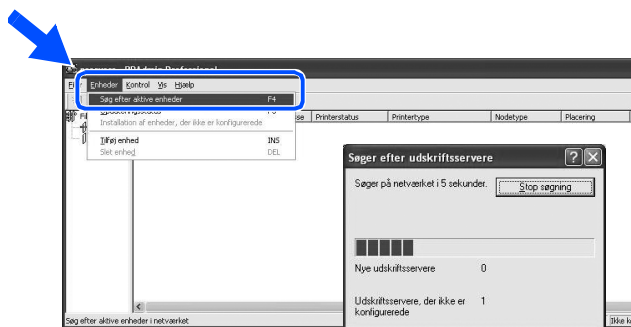 Enheder Kontrol Vis Hjælp
Søg efter aktive enheder F4
Installation af enheder, der ikke er konfigurerede
Tilføj enhed INS
Slet enhed DEL
Printerstatus Printertype Nodetype Placering
Søger efter udskriftsservere
Søger på netværket i 5 sekunder.
Stop søgning
Nye udskriftsservere 0
Udskriftsservere, der ikke er konfigurerede 1
Søg efter aktive enheder i netværket
Ikke k